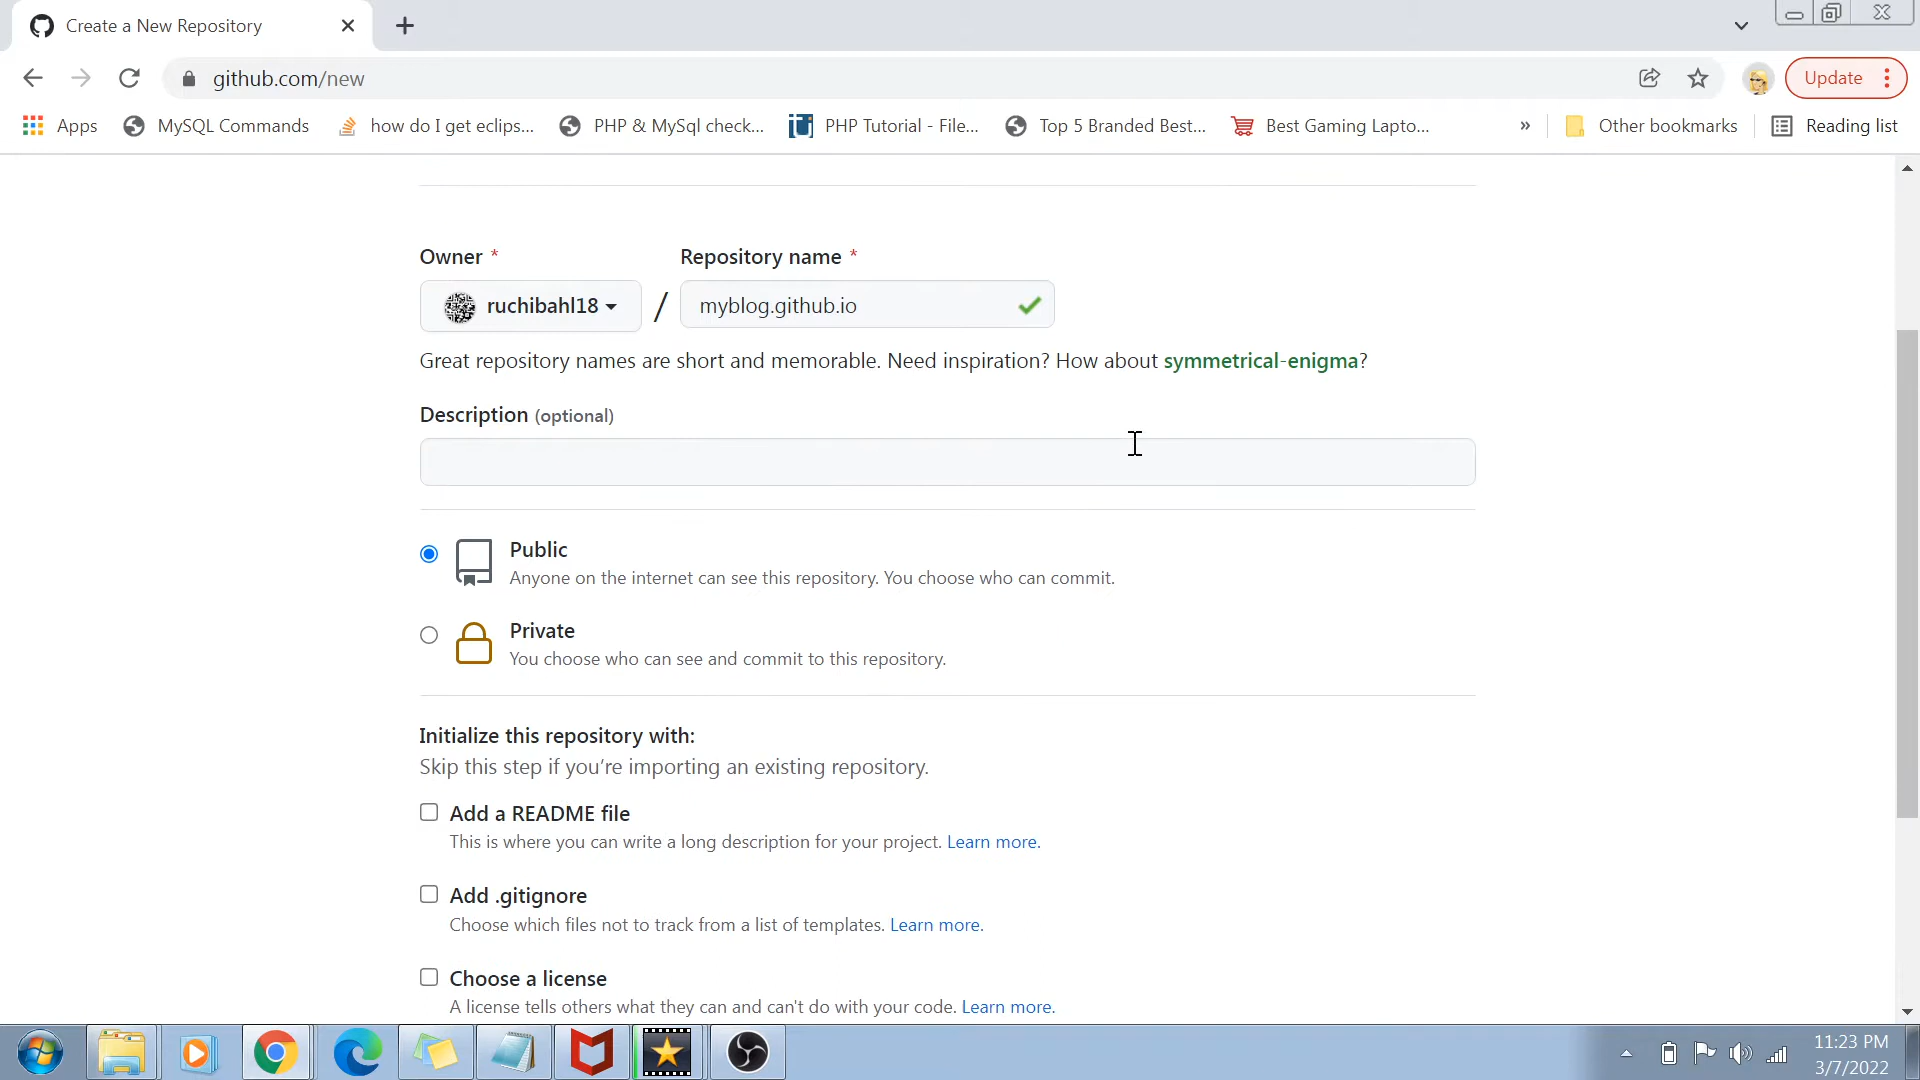 Create a New Repository
github.com/new
Update
Apps
MySQL Commands
how do I get eclips...
PHP & MySql check...
PHP Tutorial - File...
Top 5 Branded Best...
Best Gaming Lapto...
»
Other bookmarks
Reading list
Owner *
Repository name *
ruchibahl18
/
myblog.github.io
Great repository names are short and memorable. Need inspiration? How about symmetrical-enigma?
Description (optional)
Public
Anyone on the internet can see this repository. You choose who can commit.
Private
You choose who can see and commit to this repository.
Initialize this repository with:
Skip this step if you’re importing an existing repository.
Add a README file
This is where you can write a long description for your project. Learn more.
Add .gitignore
Choose which files not to track from a list of templates. Learn more.
Choose a license
A license tells others what they can and can't do with your code. Learn more.
11:23 PM
3/7/2022